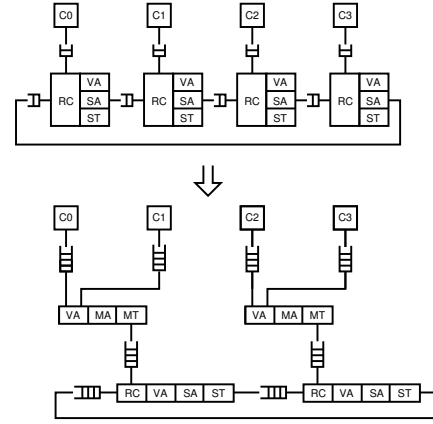 C0 C1 C2 C3
VA VA VA VA
RC SA RC SA RC SA RC SA
ST ST ST ST
C0 C1 C2 C3
VA MA MT VA MA MT
RC VA SA ST RC VA SA ST